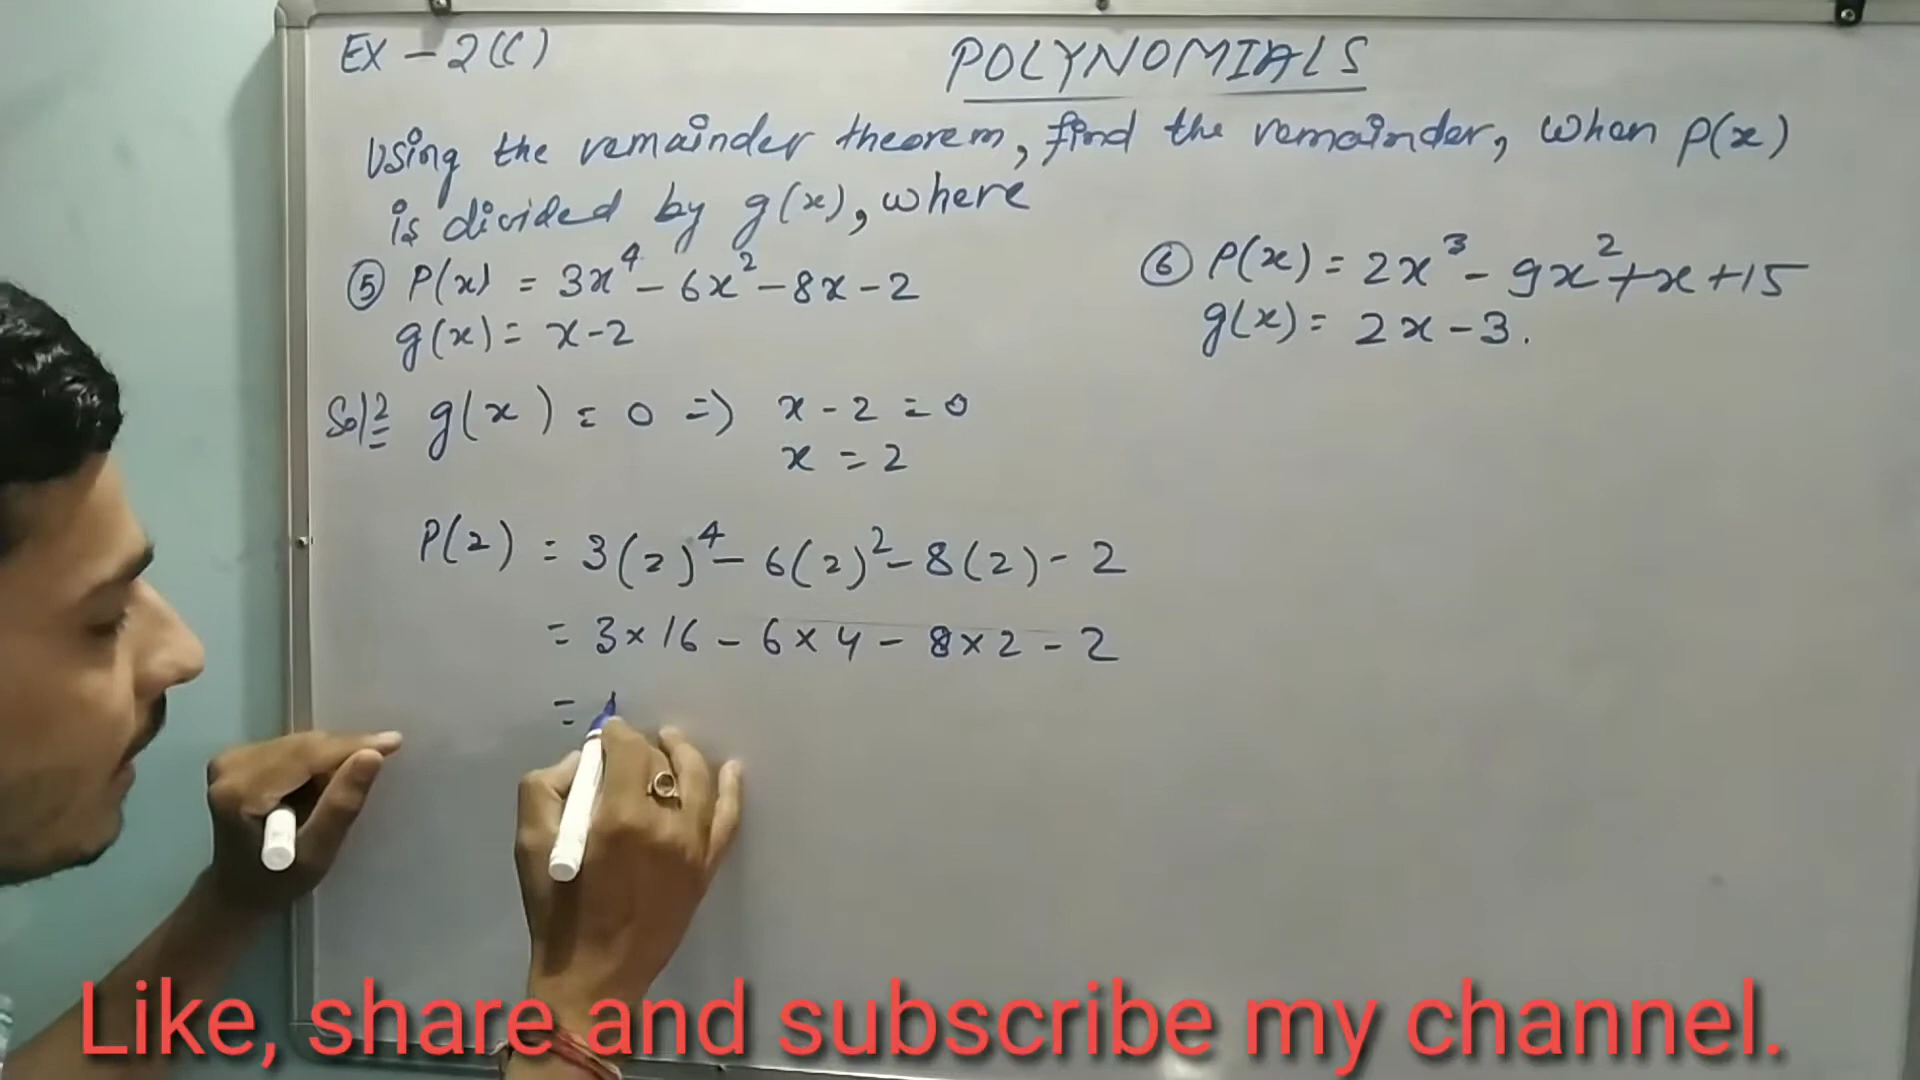 EX - 2(C)
POLYNOMIALS
Using the remainder theorem, find the remainder, when p(x)
is divided by g(x), where
⑤ P(x) = 3x⁴ - 6x² - 8x - 2
g(x) = x-2
⑥ P(x) = 2x³ - 9x² + x + 15
g(x) = 2x - 3.
g(x) = 0 => x - 2 = 0
x = 2
P(2) = 3(2)⁴ - 6(2)² - 8(2) - 2
= 3 × 16 - 6 × 4 - 8 × 2 - 2
=
Like, share and subscribe my channel.